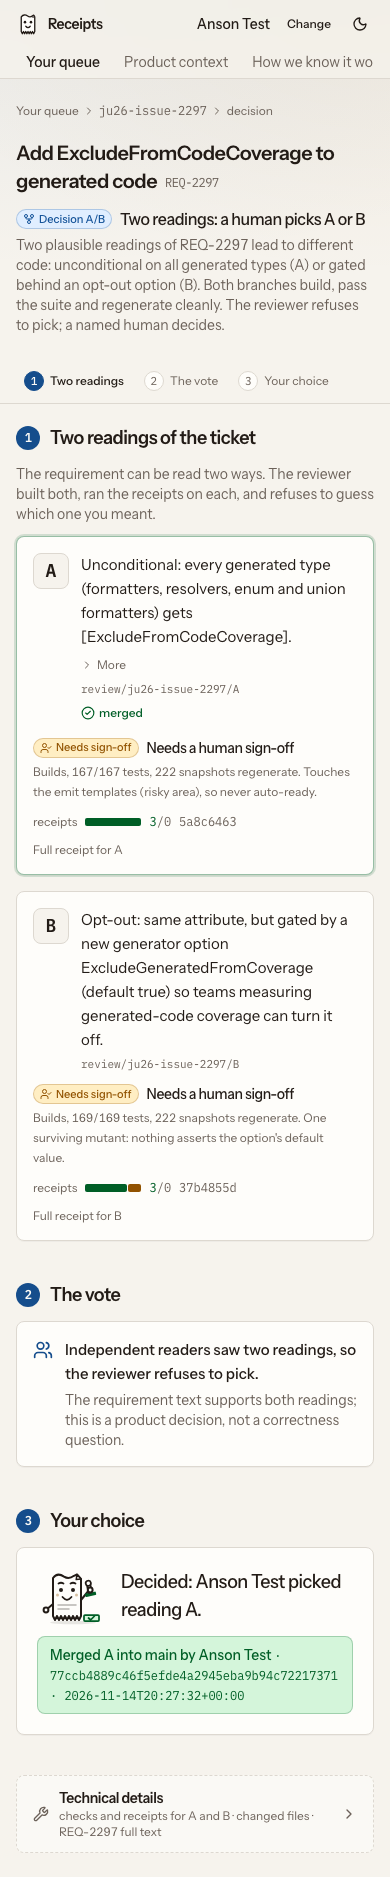 Receipts
Anson Test
Change
Your queue
Product context
How we know it wo
Your queue > ju26-issue-2297 > decision
Add ExcludeFromCodeCoverage to
generated code REQ-2297
Decision A/B
Two readings: a human picks A or B
Two plausible readings of REQ-2297 lead to different
code: unconditional on all generated types (A) or gated
behind an opt-out option (B). Both branches build, pass
the suite and regenerate cleanly. The reviewer refuses
to pick; a named human decides.
1 Two readings
2 The vote
3 Your choice
1 Two readings of the ticket
The requirement can be read two ways. The reviewer
built both, ran the receipts on each, and refuses to guess
which one you meant.
A
Unconditional: every generated type
(formatters, resolvers, enum and union
formatters) gets
[ExcludeFromCodeCoverage].
> More
review/ju26-issue-2297/A
merged
Needs sign-off
Needs a human sign-off
Builds, 167/167 tests, 222 snapshots regenerate. Touches
the emit templates (risky area), so never auto-ready.
receipts 3/0 5a8c6463
Full receipt for A
B
Opt-out: same attribute, but gated by a
new generator option
ExcludeGeneratedFromCoverage
(default true) so teams measuring
generated-code coverage can turn it
off.
review/ju26-issue-2297/B
Needs sign-off
Needs a human sign-off
Builds, 169/169 tests, 222 snapshots regenerate. One
surviving mutant: nothing asserts the option's default
value.
receipts 3/0 37b4855d
Full receipt for B
2 The vote
Independent readers saw two readings, so
the reviewer refuses to pick.
The requirement text supports both readings;
this is a product decision, not a correctness
question.
3 Your choice
Decided: Anson Test picked
reading A.
Merged A into main by Anson Test ·
77ccb4889c46f5efde4a2945eba9b94c72217371
· 2026-11-14T20:27:32+00:00
Technical details
checks and receipts for A and B · changed files ·
REQ-2297 full text